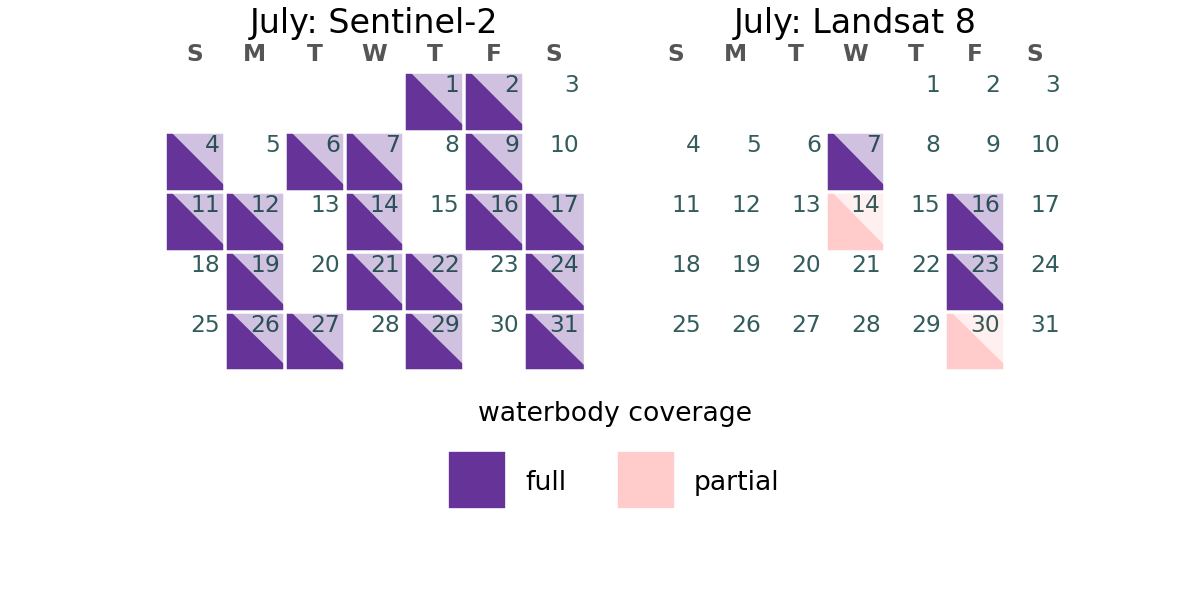 July: Sentinel-2
S M T W T F S
1 2 3
4 5 6 7 8 9 10
11 12 13 14 15 16 17
18 19 20 21 22 23 24
25 26 27 28 29 30 31
July: Landsat 8
S M T W T F S
1 2 3
4 5 6 7 8 9 10
11 12 13 14 15 16 17
18 19 20 21 22 23 24
25 26 27 28 29 30 31
waterbody coverage
full
partial